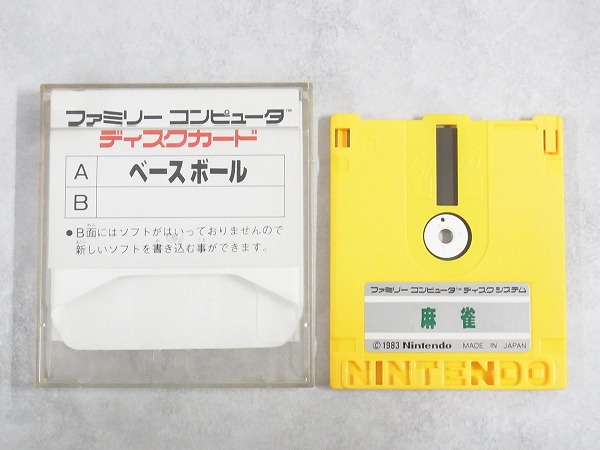 ファミリー コンピュータ™
ディスクカード
A ベースボール
B
●B面にはソフトがはいっておりませんので
新しいソフトを書き込む事ができます。
ファミリー コンピュータ™ ディスク システム
麻雀
©1983 Nintendo MADE IN JAPAN
NINTENDO